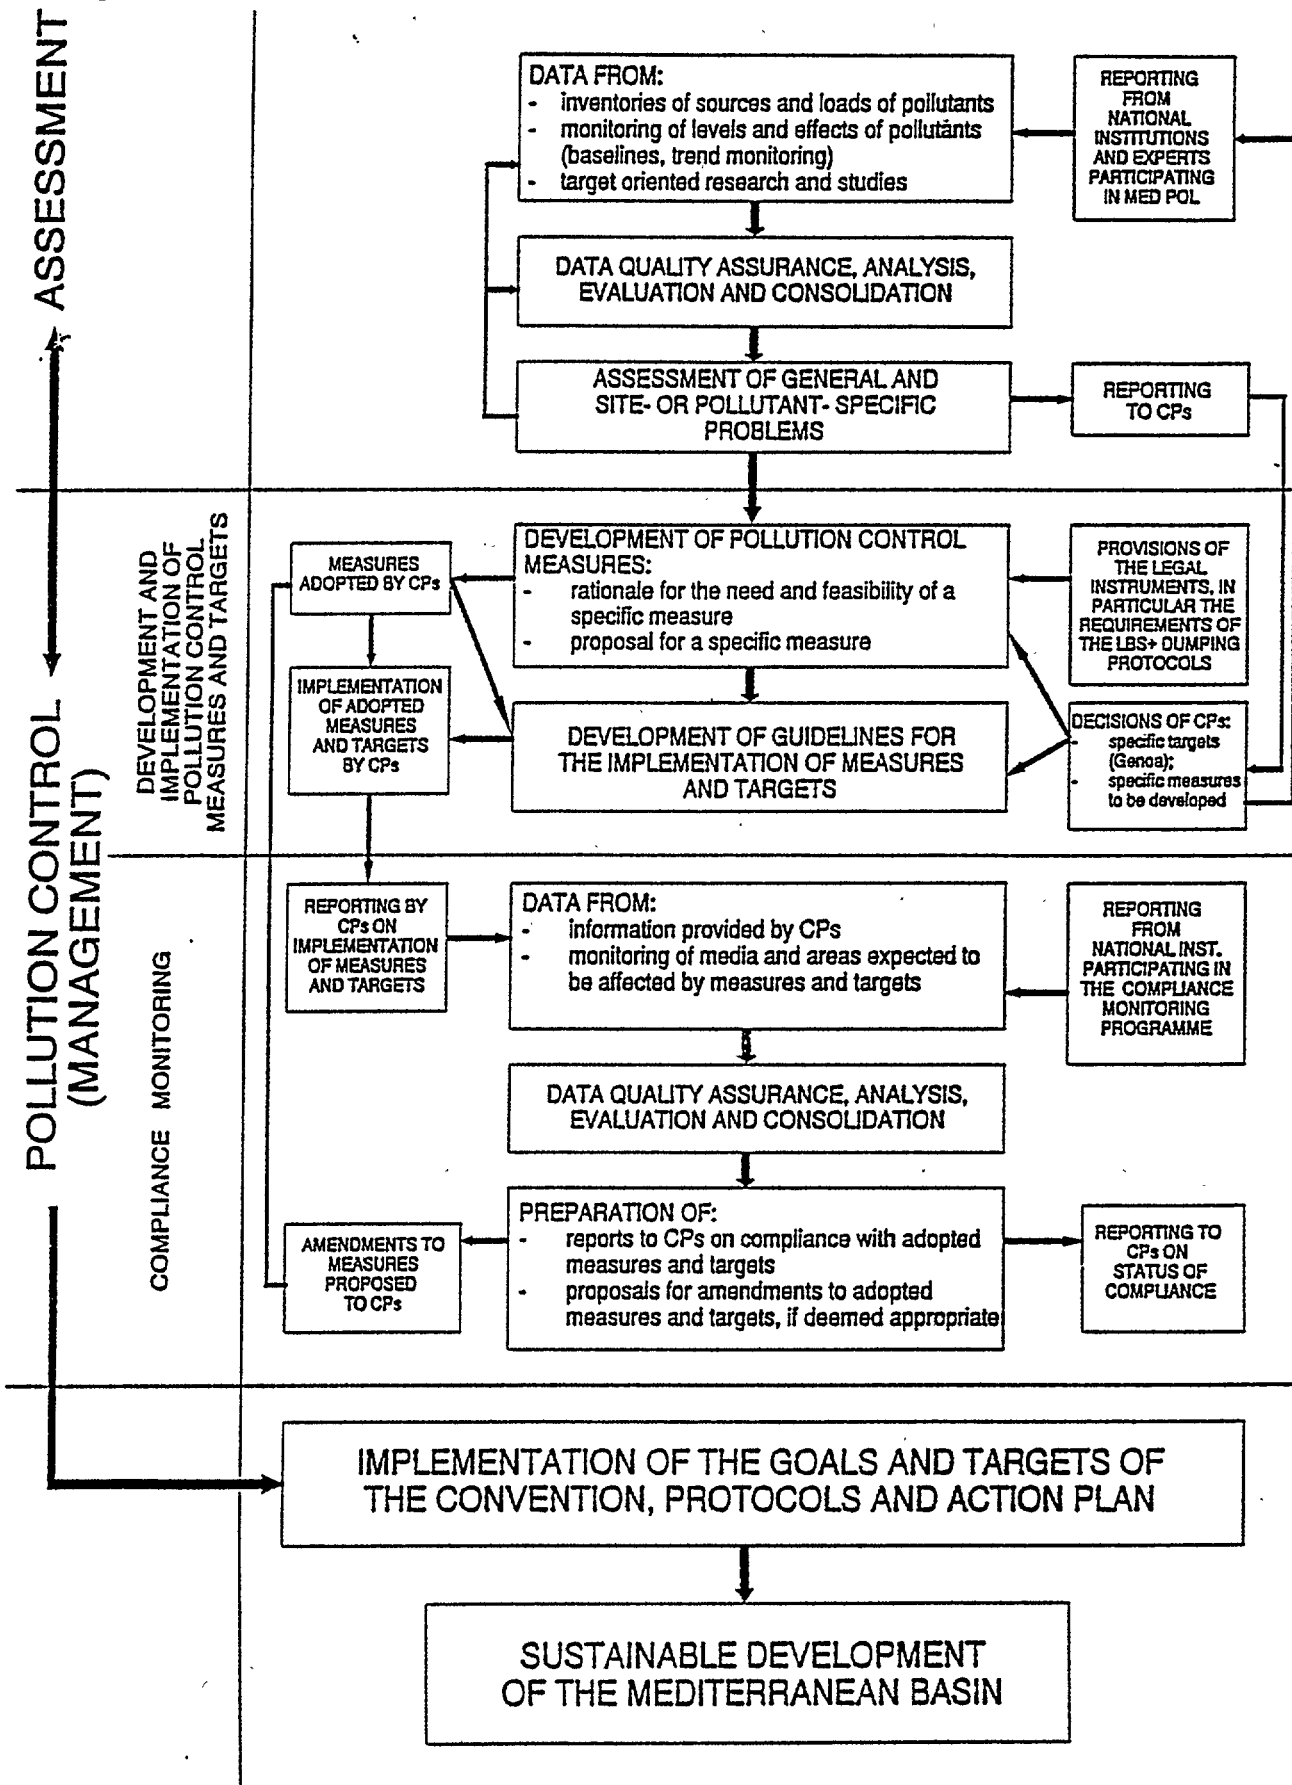 ASSESSMENT
DATA FROM:
- inventories of sources and loads of pollutants
- monitoring of levels and effects of pollutants
(baselines, trend monitoring)
- target oriented research and studies
REPORTING
FROM
NATIONAL
INSTITUTIONS
AND EXPERTS
PARTICIPATING
IN MED POL
DATA QUALITY ASSURANCE, ANALYSIS,
EVALUATION AND CONSOLIDATION
ASSESSMENT OF GENERAL AND
SITE- OR POLLUTANT- SPECIFIC
PROBLEMS
REPORTING
TO CPs
POLLUTION CONTROL
(MANAGEMENT)
DEVELOPMENT AND
IMPLEMENTATION OF
POLLUTION CONTROL
MEASURES AND TARGETS
MEASURES
ADOPTED BY CPs
DEVELOPMENT OF POLLUTION CONTROL
MEASURES:
- rationale for the need and feasibility of a
specific measure
- proposal for a specific measure
PROVISIONS OF
THE LEGAL
INSTRUMENTS, IN
PARTICULAR THE
REQUIREMENTS OF
THE LBS+ DUMPING
PROTOCOLS
IMPLEMENTATION
OF ADOPTED
MEASURES
AND TARGETS
BY CPs
DEVELOPMENT OF GUIDELINES FOR
THE IMPLEMENTATION OF MEASURES
AND TARGETS
DECISIONS OF CPs:
- specific targets
(Genoa);
- specific measures
to be developed
COMPLIANCE MONITORING
REPORTING BY
CPs ON
IMPLEMENTATION
OF MEASURES
AND TARGETS
DATA FROM:
- information provided by CPs
- monitoring of media and areas expected to
be affected by measures and targets
REPORTING
FROM
NATIONAL INST.
PARTICIPATING IN
THE COMPLIANCE
MONITORING
PROGRAMME
DATA QUALITY ASSURANCE, ANALYSIS,
EVALUATION AND CONSOLIDATION
AMENDMENTS TO
MEASURES
PROPOSED
TO CPs
PREPARATION OF:
- reports to CPs on compliance with adopted
measures and targets
- proposals for amendments to adopted
measures and targets, if deemed appropriate
REPORTING TO
CPs ON
STATUS OF
COMPLIANCE
IMPLEMENTATION OF THE GOALS AND TARGETS OF
THE CONVENTION, PROTOCOLS AND ACTION PLAN
SUSTAINABLE DEVELOPMENT
OF THE MEDITERRANEAN BASIN